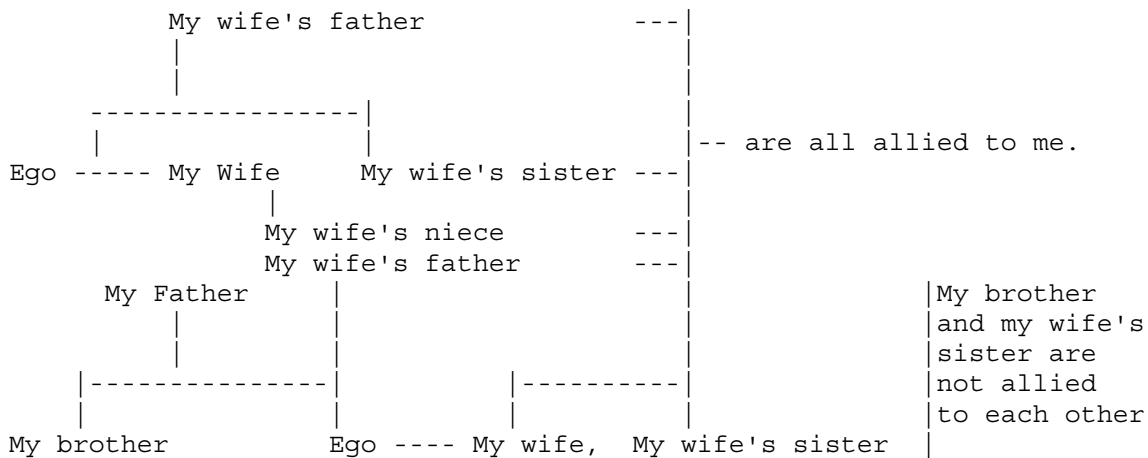 My wife's father
-- are all allied to me.
Ego ----- My Wife My wife's sister ---
My wife's niece ---
My wife's father ---
My Father My brother
and my wife's
sister are
not allied
to each other
My brother Ego ---- My wife, My wife's sister